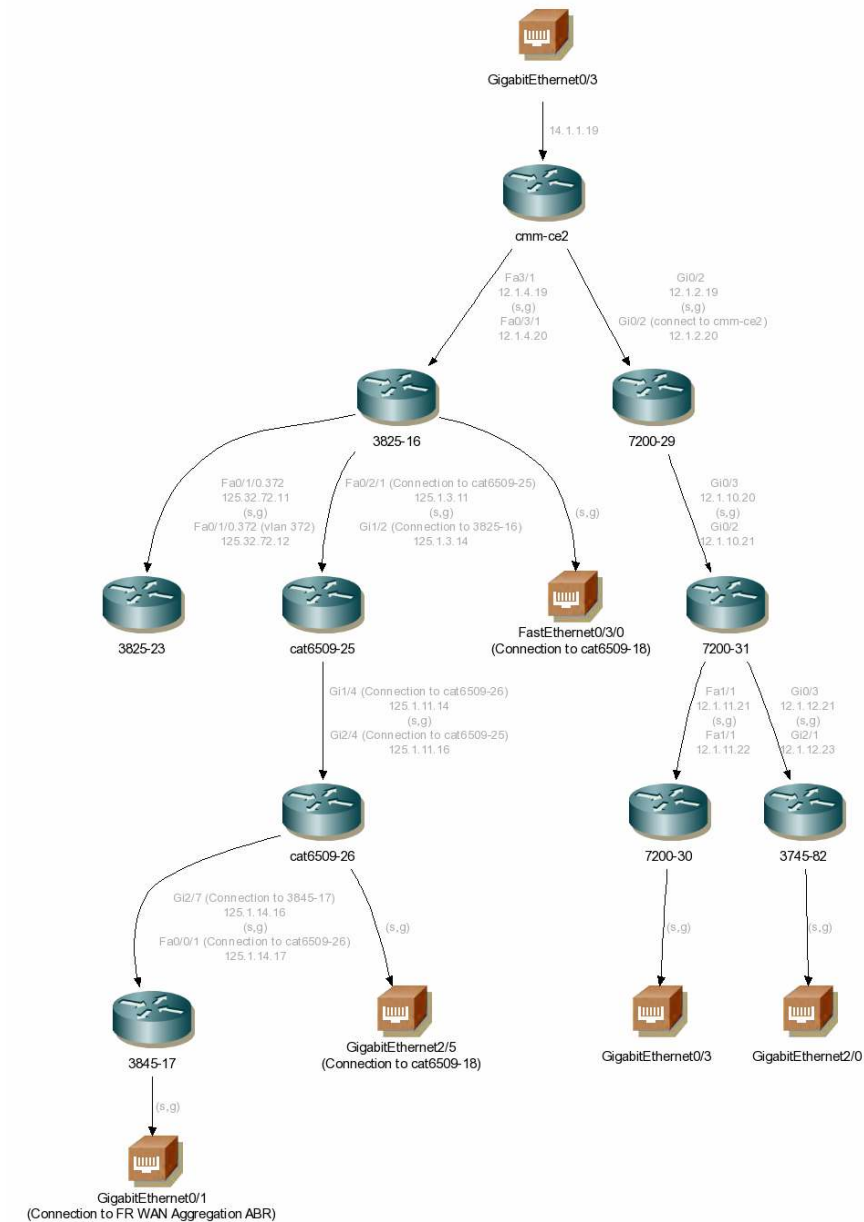 GigabitEthernet0/3
14.1.1.19
cmm-ce2
Fa3/1
12.1.4.19
(s,g)
Fa0/3/1
12.1.4.20
Gi0/2
12.1.2.19
(s,g)
Gi0/2 (connect to cmm-ce2)
12.1.2.20
3825-16
7200-29
Fa0/1/0.372
125.32.72.11
(s,g)
Fa0/1/0.372 (vlan 372)
125.32.72.12
Fa0/2/1 (Connection to cat6509-25)
125.1.3.11
(s,g)
Gi1/2 (Connection to 3825-16)
125.1.3.14
(s,g)
Gi0/3
12.1.10.20
(s,g)
Gi0/2
12.1.10.21
3825-23
cat6509-25
FastEthernet0/3/0
(Connection to cat6509-18)
7200-31
Gi1/4 (Connection to cat6509-26)
125.1.11.14
(s,g)
Gi2/4 (Connection to cat6509-25)
125.1.11.16
Fa1/1
12.1.11.21
(s,g)
Fa1/1
12.1.11.22
Gi0/3
12.1.12.21
(s,g)
Gi2/1
12.1.12.23
cat6509-26
7200-30
3745-82
Gi2/7 (Connection to 3845-17)
125.1.14.16
(s,g)
Fa0/0/1 (Connection to cat6509-26)
125.1.14.17
(s,g)
(s,g)
(s,g)
3845-17
GigabitEthernet2/5
(Connection to cat6509-18)
GigabitEthernet0/3
GigabitEthernet2/0
(s,g)
GigabitEthernet0/1
(Connection to FR WAN Aggregation ABR)